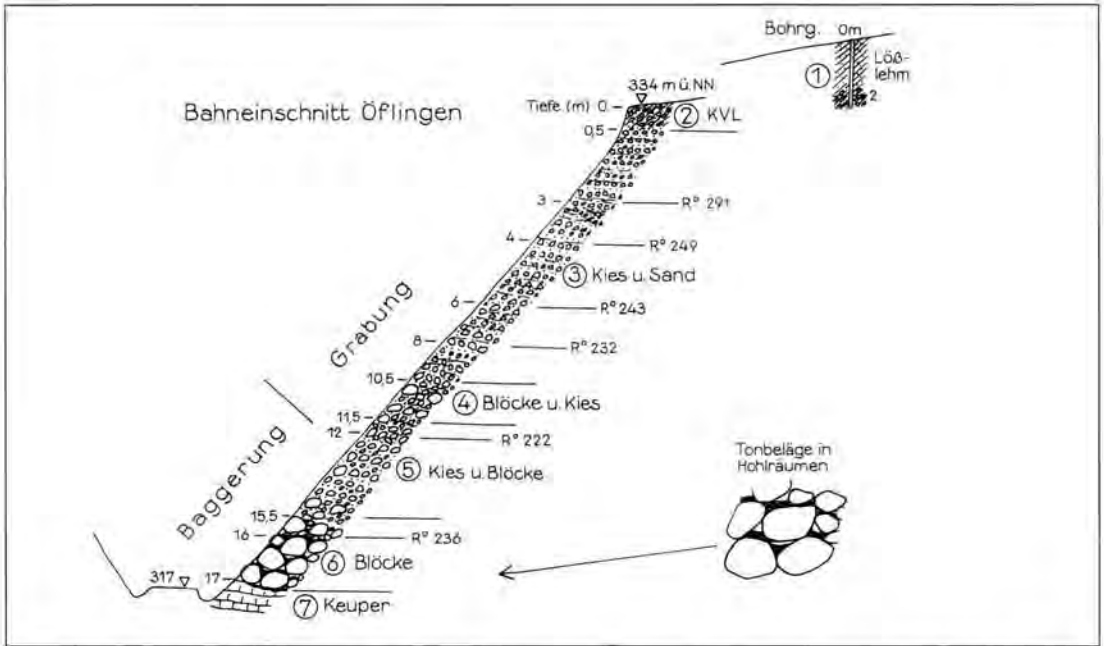 Bohrg. 0m
① Löß-
lehm
2
Bahneinschnitt Öflingen
334 m ü. NN
Tiefe (m) 0
② KVL
0,5
3
R° 291
4
R° 249
③ Kies u. Sand
6
R° 243
8
R° 232
Grabung
10,5
④ Blöcke u. Kies
11,5
12
R° 222
⑤ Kies u. Blöcke
Baggerung
15,5
16
R° 236
⑥ Blöcke
317
17
⑦ Keuper
Tonbeläge in
Hohlräumen